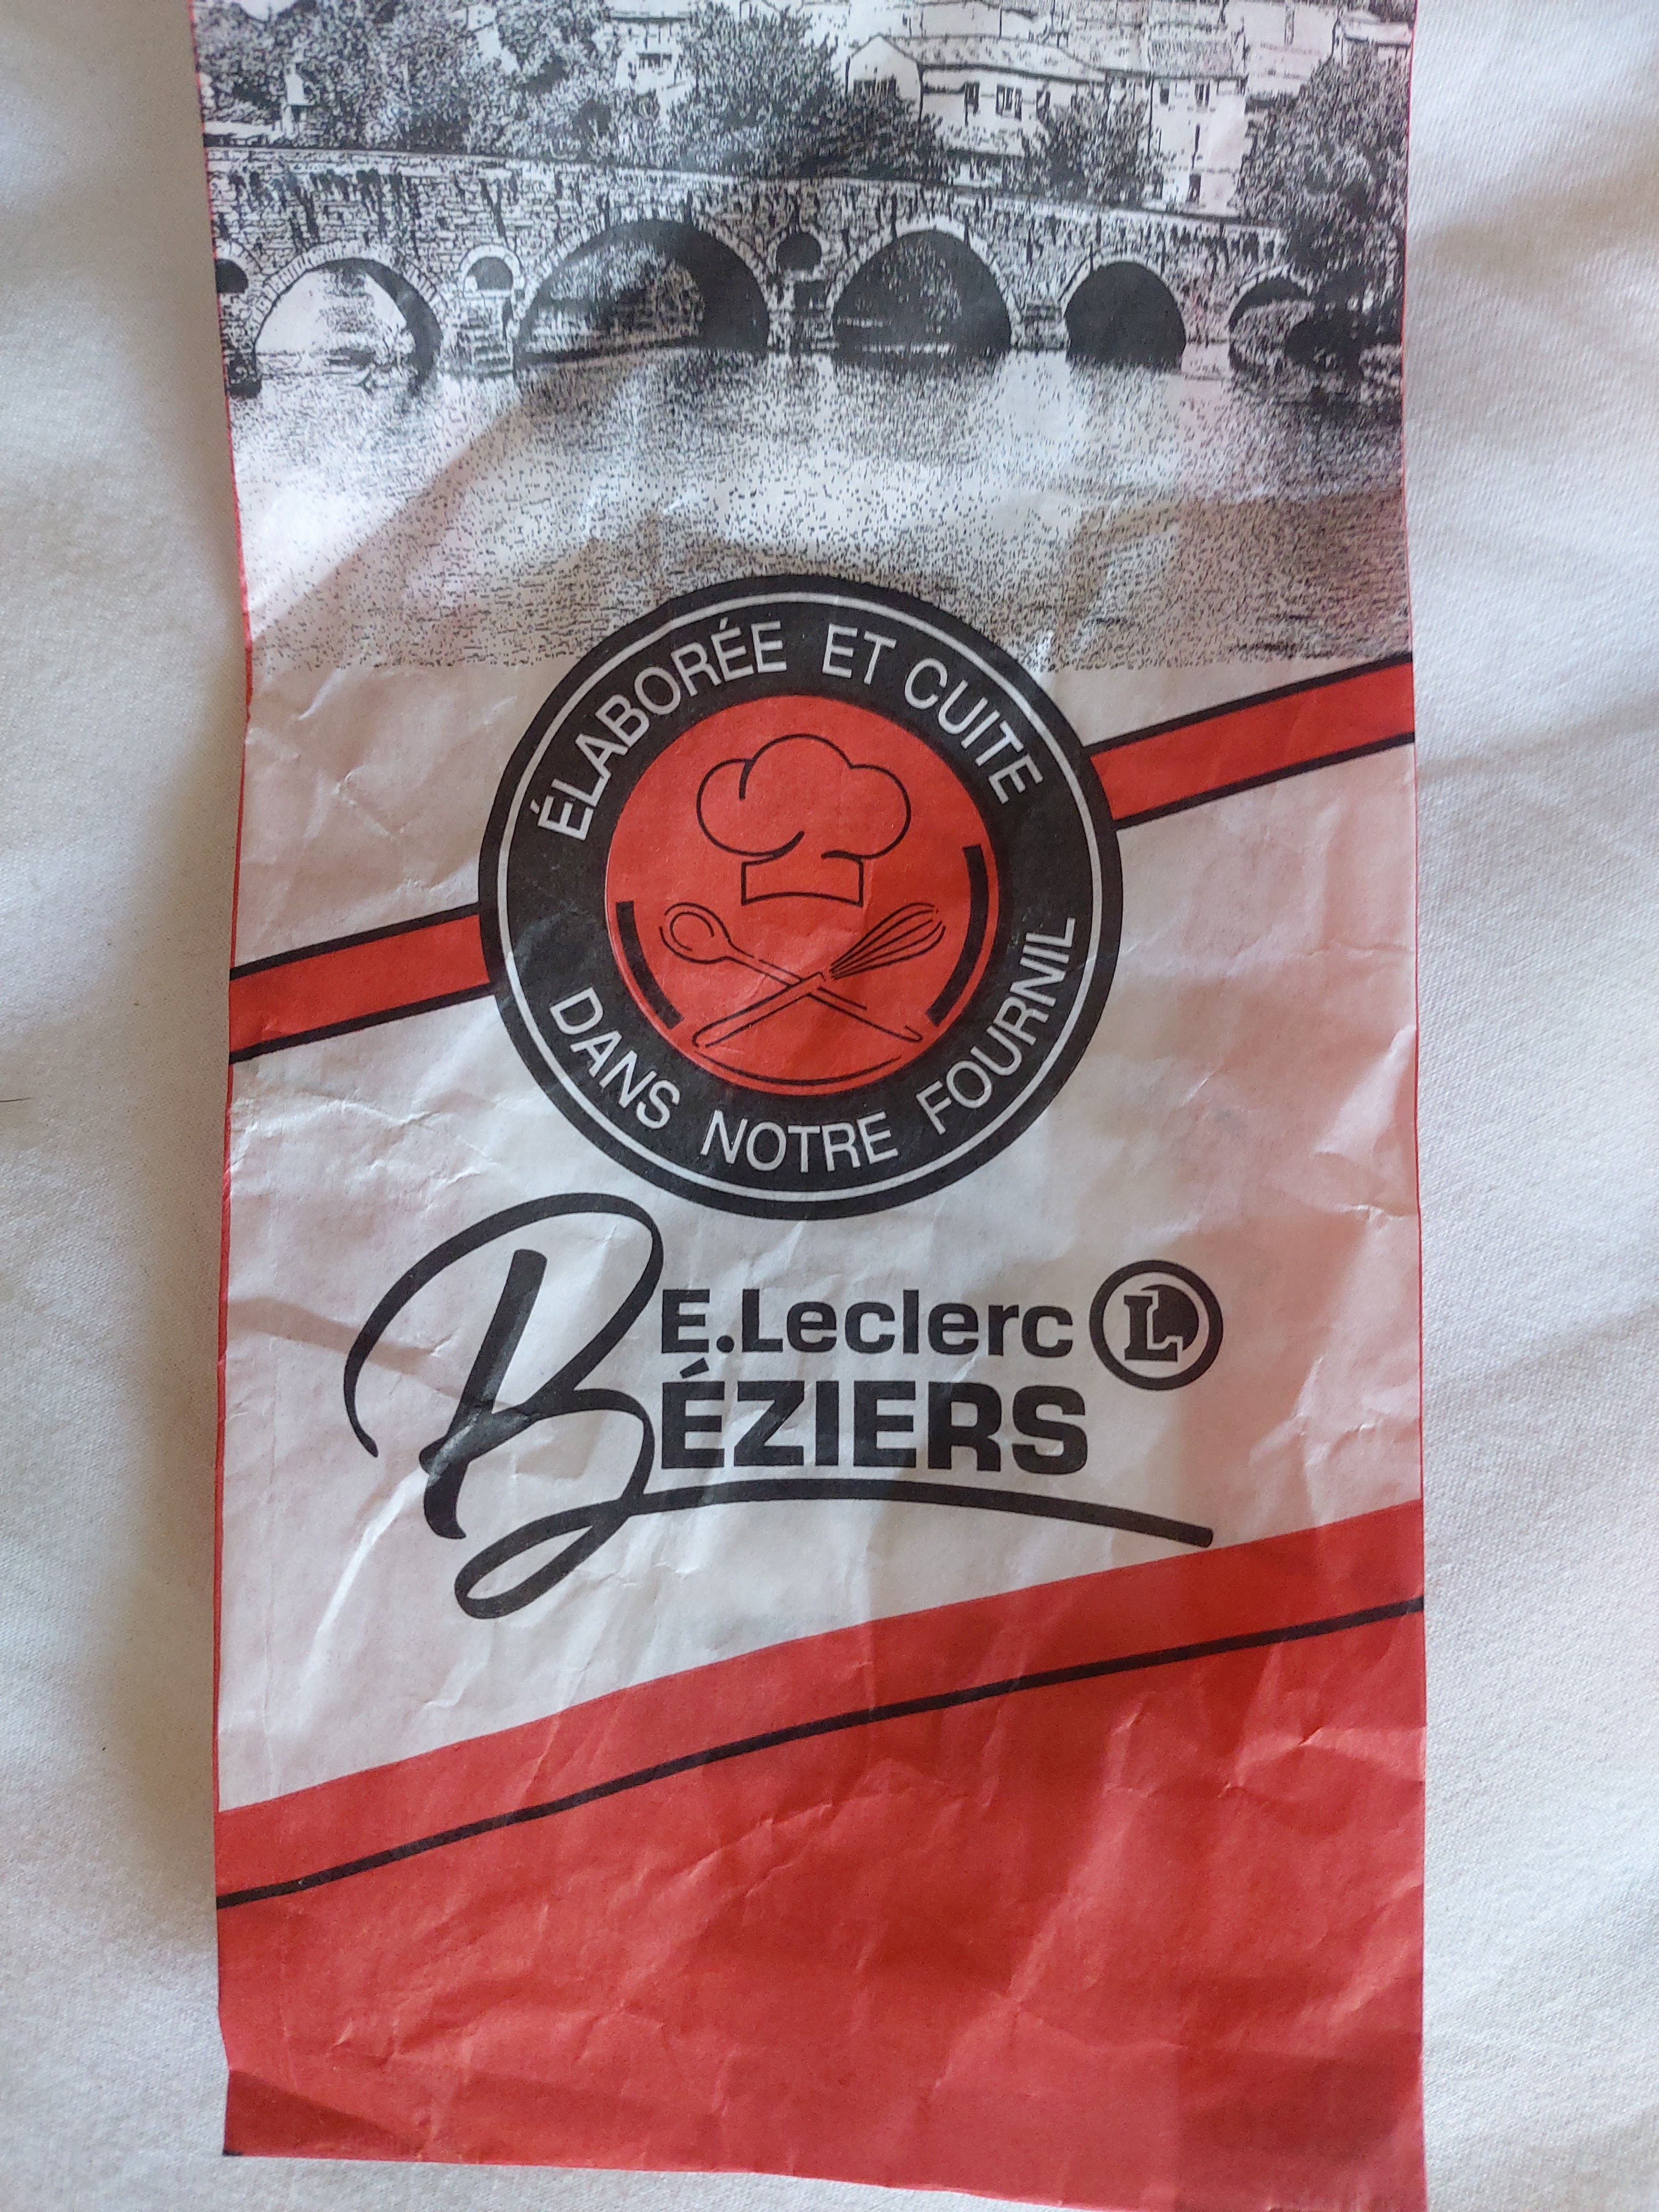 ÉLABORÉE ET CUITE
DANS NOTRE FOURNIL
B
E.Leclerc L
BÉZIERS